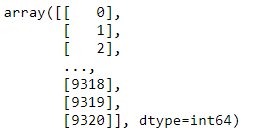 array([[   0],
       [   1],
       [   2],
       ...,
       [9318],
       [9319],
       [9320]], dtype=int64)